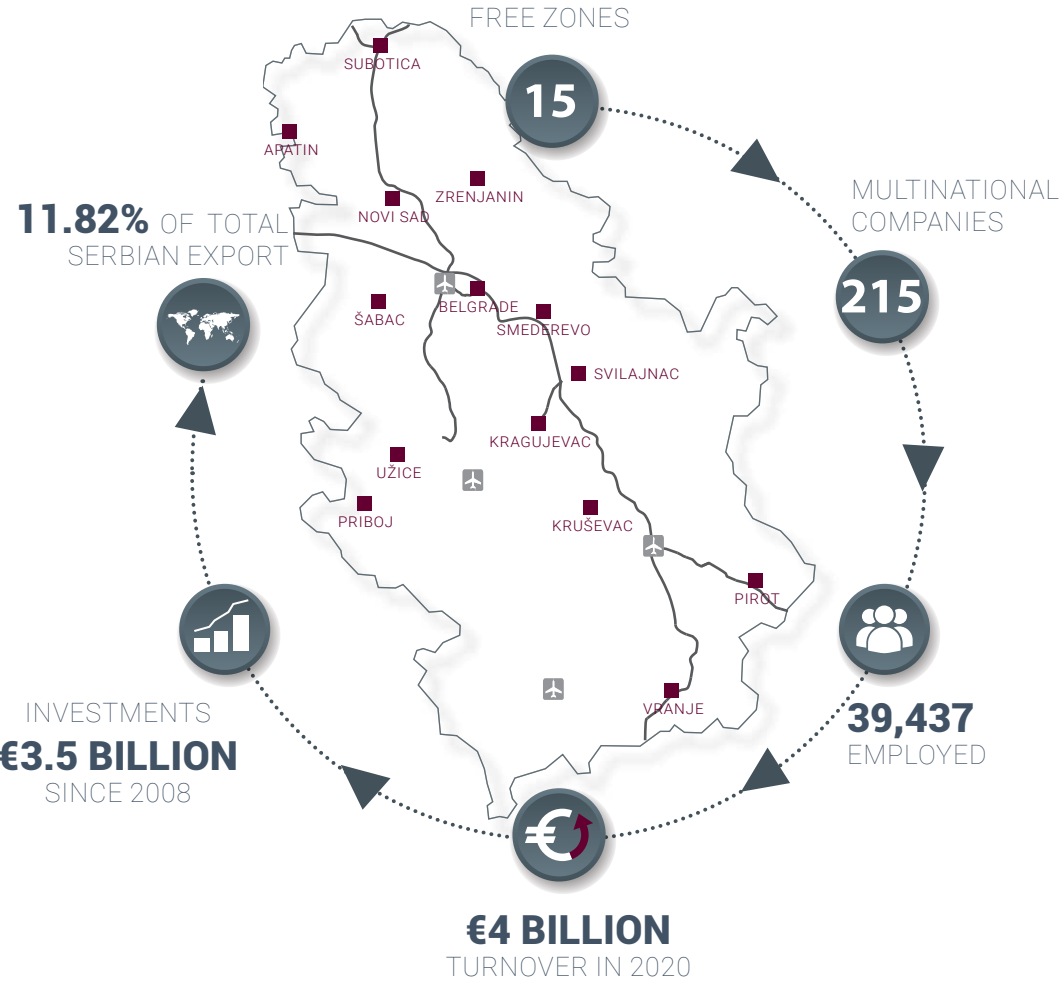 FREE ZONES
15
SUBOTICA
APATIN
ZRENJANIN
NOVI SAD
MULTINATIONAL
COMPANIES
215
11.82% OF TOTAL
SERBIAN EXPORT
BELGRADE
ŠABAC
SMEDEREVO
SVILAJNAC
KRAGUJEVAC
UŽICE
PRIBOJ
KRUŠEVAC
PIROT
VRANJE
39,437
EMPLOYED
INVESTMENTS
€3.5 BILLION
SINCE 2008
€
€4 BILLION
TURNOVER IN 2020